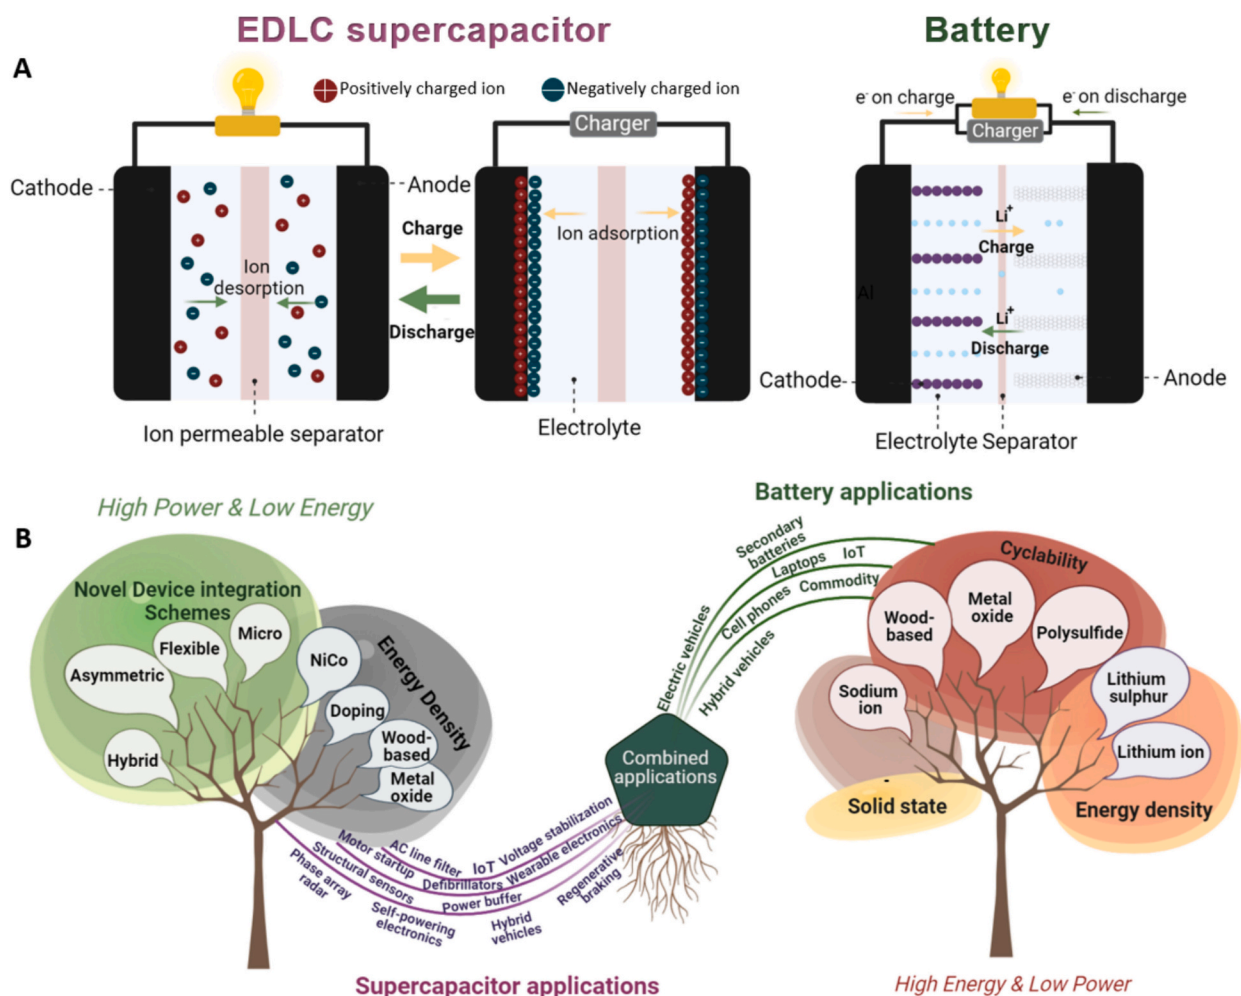 EDLC supercapacitor
Battery
A
Positively charged ion
Negatively charged ion
Charger
e- on charge
e- on discharge
Charger
Cathode
Anode
Charge
Discharge
Ion
desorption
Ion adsorption
Ion permeable separator
Electrolyte
Al
Li+
Charge
Li+
Discharge
Cathode
Anode
Electrolyte Separator
B
High Power & Low Energy
Novel Device integration
Schemes
Asymmetric
Flexible
Micro
Hybrid
NiCo
Doping
Wood-
based
Metal
oxide
Energy Density
AC line filter
IoT
Voltage stabilization
Motor startup
Defibrillators
Wearable electronics
Structural sensors
Power buffer
Regenerative
braking
Phase array
radar
Self-powering
electronics
Hybrid
vehicles
Supercapacitor applications
Combined
applications
Battery applications
Secondary
batteries
Electric vehicles
Laptops
IoT
Cell phones
Commodity
Hybrid vehicles
Cyclability
Wood-
based
Metal
oxide
Polysulfide
Sodium
ion
Lithium
sulphur
Lithium ion
Solid state
Energy density
High Energy & Low Power